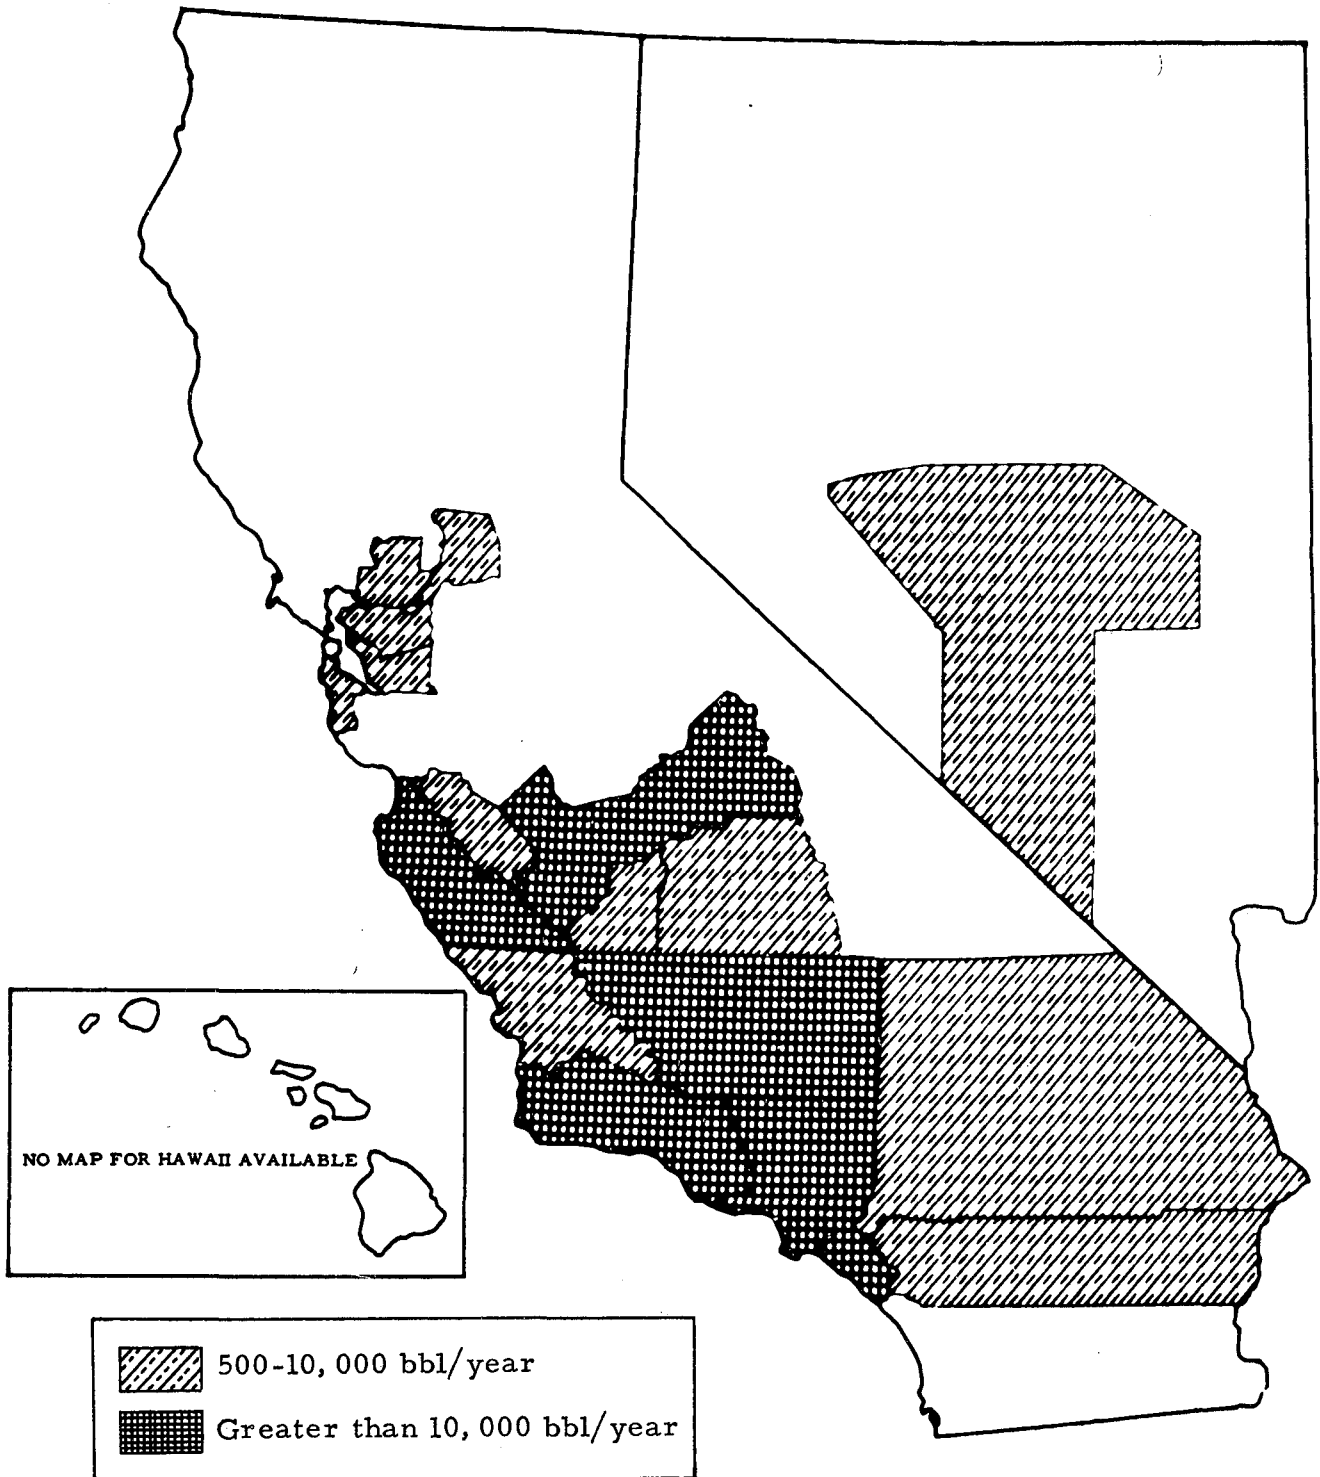 NO MAP FOR HAWAII AVAILABLE
500-10, 000 bbl/year
Greater than 10, 000 bbl/year